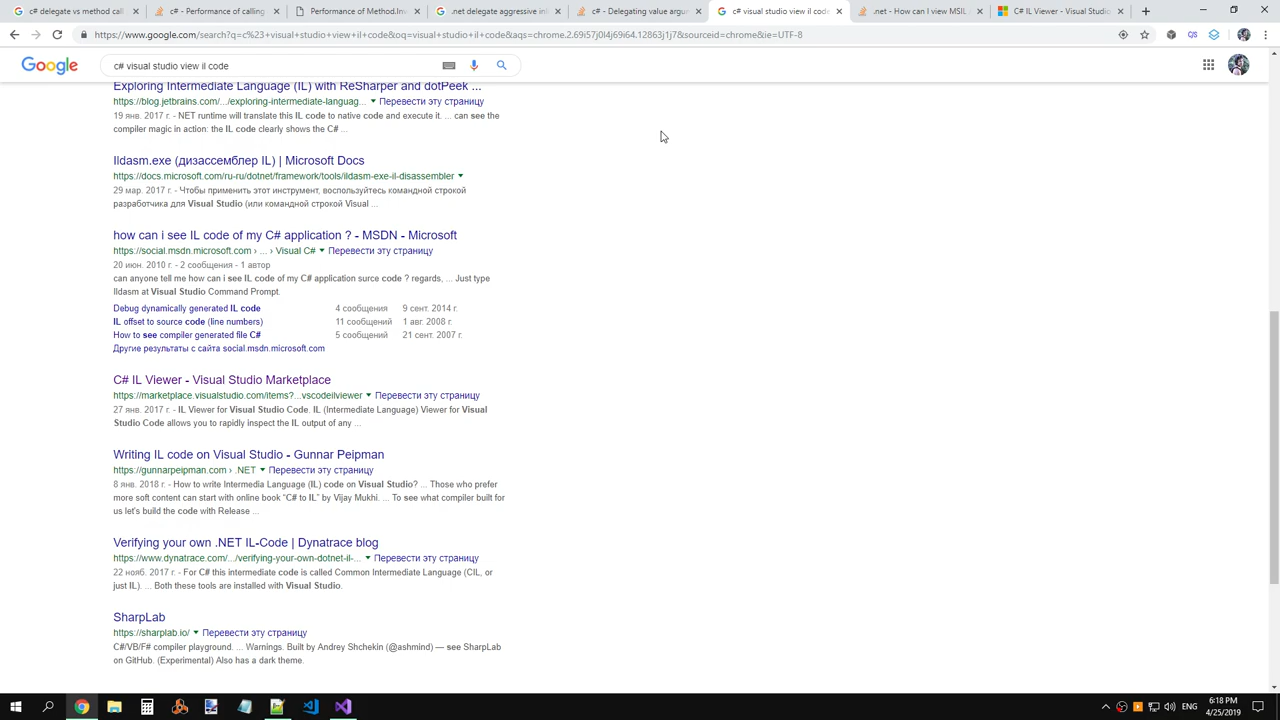 c# delegate vs method call
c# - Performance of calling
Performance of Method.Inv
.net delegate aggressive in
c# - Delegating value argu
c# visual studio view il code
.net - How can I view MSIL
C# IL Viewer - Visual Studio
https://www.google.com/search?q=c%23+visual+studio+view+il+code&oq=visual+studio+il+code&aqs=chrome.2.69i57j0l4j69i64.12863j1j7&sourceid=chrome&ie=UTF-8
Google
c# visual studio view il code
Exploring Intermediate Language (IL) with ReSharper and dotPeek ...
https://blog.jetbrains.com/.../exploring-intermediate-languag... Перевести эту страницу
19 янв. 2017 г. - NET runtime will translate this IL code to native code and execute it. ... can see the
compiler magic in action: the IL code clearly shows the C# ...
Ildasm.exe (дизассемблер IL) | Microsoft Docs
https://docs.microsoft.com/ru-ru/dotnet/framework/tools/ildasm-exe-il-disassembler
29 мар. 2017 г. - Чтобы применить этот инструмент, воспользуйтесь командной строкой
разработчика для Visual Studio (или командной строкой Visual ...
how can i see IL code of my C# application ? - MSDN - Microsoft
https://social.msdn.microsoft.com › ... › Visual C# Перевести эту страницу
20 июн. 2010 г. - 2 сообщения - 1 автор
can anyone tell me how can i see IL code of my C# application surce code ? regards, ... Just type
Ildasm at Visual Studio Command Prompt.
Debug dynamically generated IL code 4 сообщения 9 сент. 2014 г.
IL offset to source code (line numbers) 11 сообщений 1 авг. 2008 г.
How to see compiler generated file C# 5 сообщений 21 сент. 2007 г.
Другие результаты с сайта social.msdn.microsoft.com
C# IL Viewer - Visual Studio Marketplace
https://marketplace.visualstudio.com/items?...vscodeilviewer Перевести эту страницу
27 янв. 2017 г. - IL Viewer for Visual Studio Code. IL (Intermediate Language) Viewer for Visual
Studio Code allows you to rapidly inspect the IL output of any ...
Writing IL code on Visual Studio - Gunnar Peipman
https://gunnarpeipman.com › .NET Перевести эту страницу
8 янв. 2018 г. - How to write Intermedia Language (IL) code on Visual Studio? ... Those who prefer
more soft content can start with online book “C# to IL” by Vijay Mukhi. ... To see what compiler built for
us let’s build the code with Release ...
Verifying your own .NET IL-Code | Dynatrace blog
https://www.dynatrace.com/.../verifying-your-own-dotnet-il-... Перевести эту страницу
22 нояб. 2017 г. - For C# this intermediate code is called Common Intermediate Language (CIL, or
just IL). ... Both these tools are installed with Visual Studio.
SharpLab
https://sharplab.io/ Перевести эту страницу
C#/VB/F# compiler playground. ... Warnings. Built by Andrey Shchekin (@ashmind) — see SharpLab
on GitHub. (Experimental) Also has a dark theme.
ENG
6:18 PM
4/25/2019